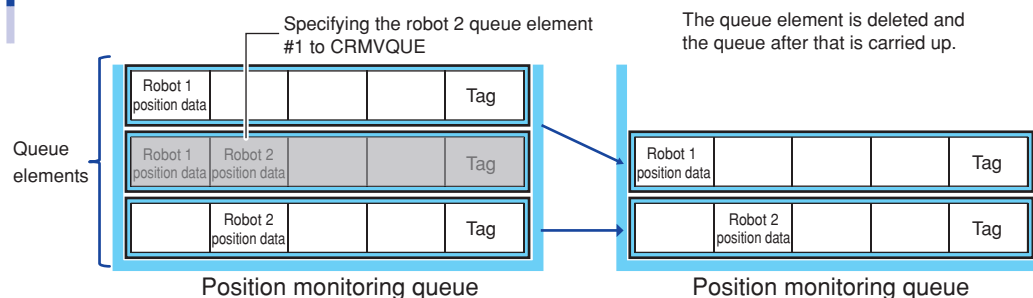 Specifying the robot 2 queue element
#1 to CRMVQUE
The queue element is deleted and
the queue after that is carried up.
Queue
elements
Robot 1
position data
Tag
Robot 1
position data
Robot 2
position data
Tag
Robot 2
position data
Tag
Position monitoring queue
Robot 1
position data
Tag
Robot 2
position data
Tag
Position monitoring queue